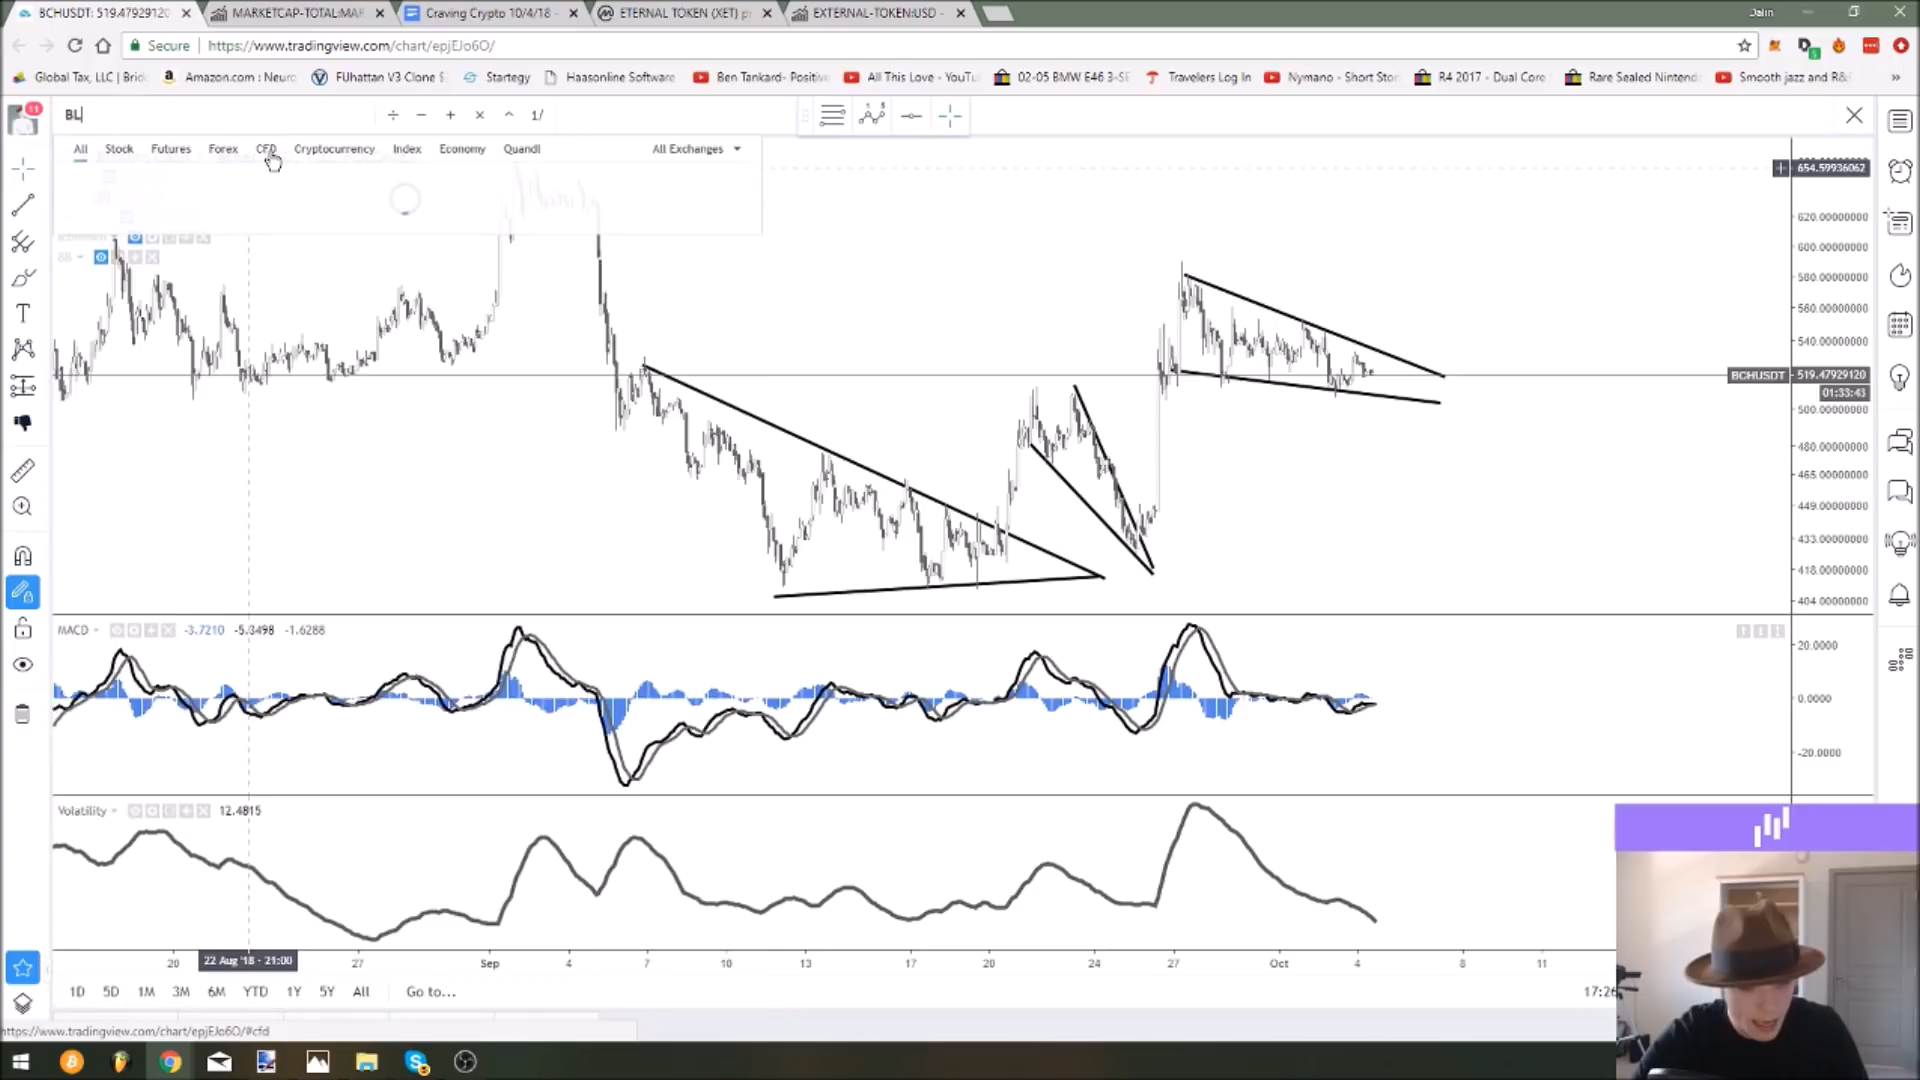 BCHUSDT: 519.4792912(
MARKETCAP-TOTAL:MAR
Craving Crypto 10/4/18 -
ETERNAL TOKEN (XET) p
EXTERNAL-TOKEN:USD -
Dalin
Secure
https://www.tradingview.com/chart/epjEJo6O/
Global Tax, LLC | Brid
Amazon.com : Neuro
FUhattan V3 Clone $
Startegy
Haasonline Software
Ben Tankard- Positive
All This Love - YouTu
02-05 BMW E46 3-SE
Travelers Log In
Nymano - Short Stor
R4 2017 - Dual Core
Rare Sealed Nintend
Smooth jazz and R&
»
11
BL
÷ − + × ^ 1/
All
Stock
Futures
Forex
CFD
Cryptocurrency
Index
Economy
Quandl
All Exchanges
654.59936062
620.00000000
600.00000000
BB
580.00000000
560.00000000
540.00000000
BCHUSDT
519.47929120
01:33:43
500.00000000
480.00000000
465.00000000
449.00000000
433.00000000
418.00000000
404.00000000
MACD
-3.7210 -5.3498 -1.6288
20.0000
0.0000
-20.0000
Volatility
12.4815
20
22 Aug '18 - 21:00
27
Sep
4
7
10
13
17
20
24
27
Oct
4
8
11
1D
5D
1M
3M
6M
YTD
1Y
5Y
All
Go to...
17:26
https://www.tradingview.com/chart/epjEJo6O/#cfd